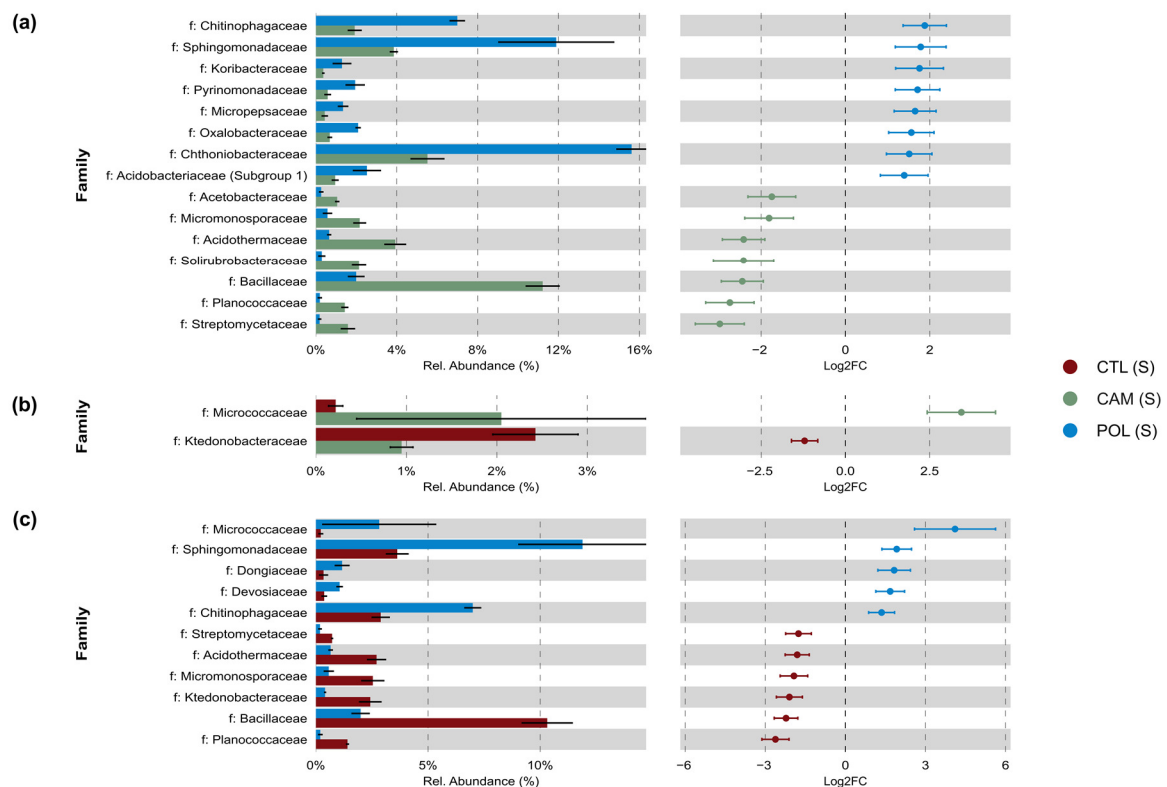 (a)
Family
f: Chitinophagaceae
f: Sphingomonadaceae
f: Koribacteraceae
f: Pyrinomonadaceae
f: Micropepsaceae
f: Oxalobacteraceae
f: Chthoniobacteraceae
f: Acidobacteriaceae (Subgroup 1)
f: Acetobacteraceae
f: Micromonosporaceae
f: Acidothermaceae
f: Solirubrobacteraceae
f: Bacillaceae
f: Planococcaceae
f: Streptomycetaceae
0% 4% 8% 12% 16%
Rel. Abundance (%)
−2 0 2
Log2FC
CTL (S)
CAM (S)
POL (S)
(b)
Family
f: Micrococcaceae
f: Ktedonobacteraceae
0% 1% 2% 3%
Rel. Abundance (%)
−2.5 0.0 2.5
Log2FC
(c)
Family
f: Micrococcaceae
f: Sphingomonadaceae
f: Dongiaceae
f: Devosiaceae
f: Chitinophagaceae
f: Streptomycetaceae
f: Acidothermaceae
f: Micromonosporaceae
f: Ktedonobacteraceae
f: Bacillaceae
f: Planococcaceae
0% 5% 10%
Rel. Abundance (%)
−6 −3 0 3 6
Log2FC